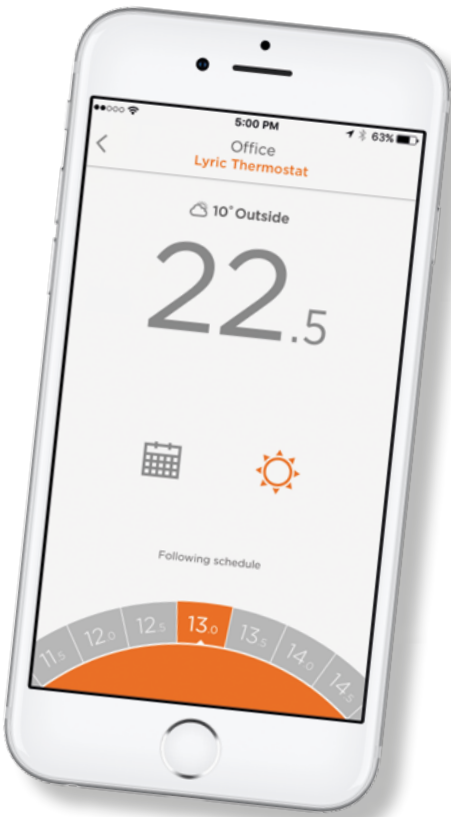 5:00 PM
63%
Office
Lyric Thermostat
10° Outside
22.5
Following schedule
11.5 12.0 12.5 13.0 13.5 14.0 14.5